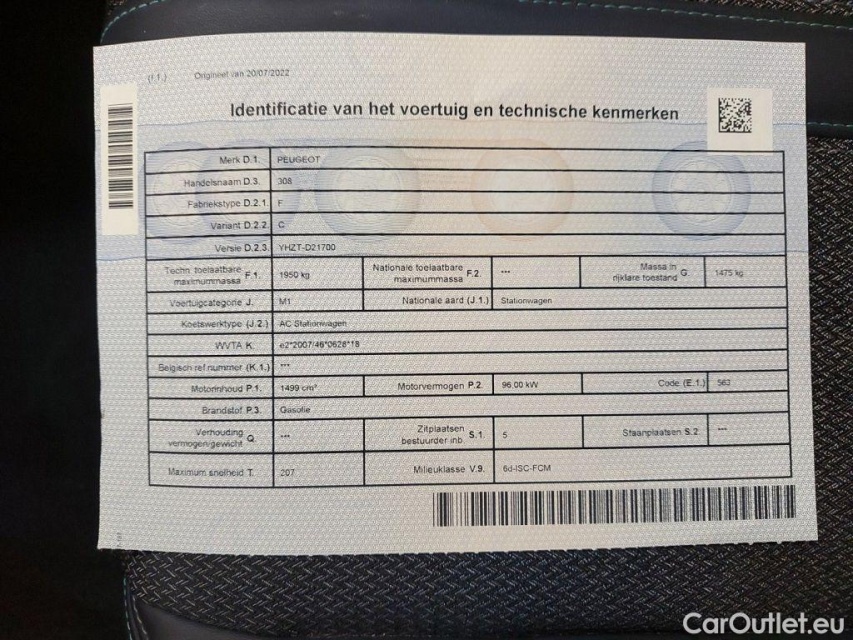 (I.1.) Origineel van 20/07/2022
Identificatie van het voertuig en technische kenmerken
Merk D.1. PEUGEOT
Handelsnaam D.3. 308
Fabriekstype D.2.1. F
Variant D.2.2. C
Versie D.2.3. YHZT-D21700
Techn. toelaatbare maximummassa F.1. 1950 kg Nationale toelaatbare maximummassa F.2. --- Massa in rijklare toestand G. 1475 kg
Voertuigcategorie J. M1 Nationale aard (J.1.) Stationwagen
Koetswerktype (J.2.) AC Stationwagen
WVTA K. e2*2007/46*0626*18
Belgisch ref nummer (K.1.) ---
Motorinhoud P.1. 1499 cm³ Motorvermogen P.2. 96.00 kW Code (E.1.) 563
Brandstof P.3. Gasolie
Verhouding vermogen/gewicht Q. --- Zitplaatsen bestuurder inb. S.1. 5 Staanplaatsen S.2. ---
Maximum snelheid T. 207 Milieuklasse V.9. 6d-ISC-FCM
CarOutlet.eu